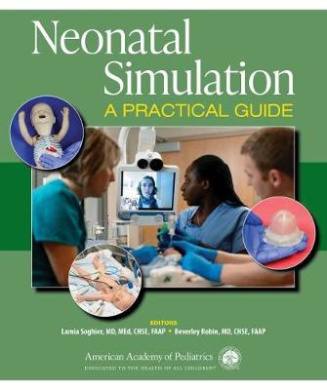 Neonatal
Simulation
A PRACTICAL GUIDE
EDITORS
Lamia Soghier, MD, MEd, CHSE, FAAP • Beverley Robin, MD, CHSE, FAAP
American Academy of Pediatrics
DEDICATED TO THE HEALTH OF ALL CHILDREN®